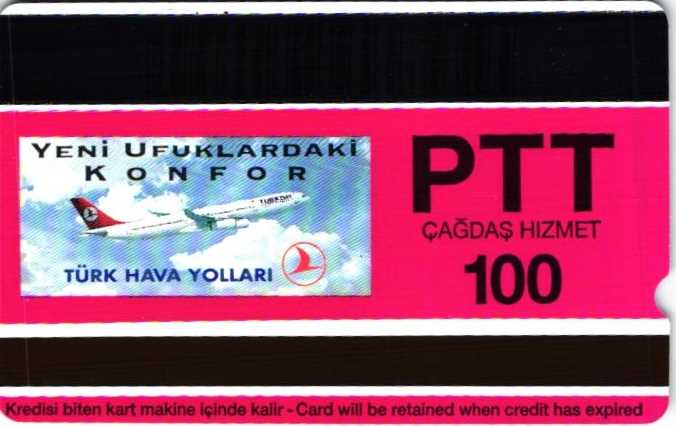 YENİ UFUKLARDAKİ
KONFOR
TURKISH
TÜRK HAVA YOLLARI
PTT
ÇAĞDAŞ HIZMET
100
Kredisi biten kart makine içinde kalir - Card will be retained when credit has expired